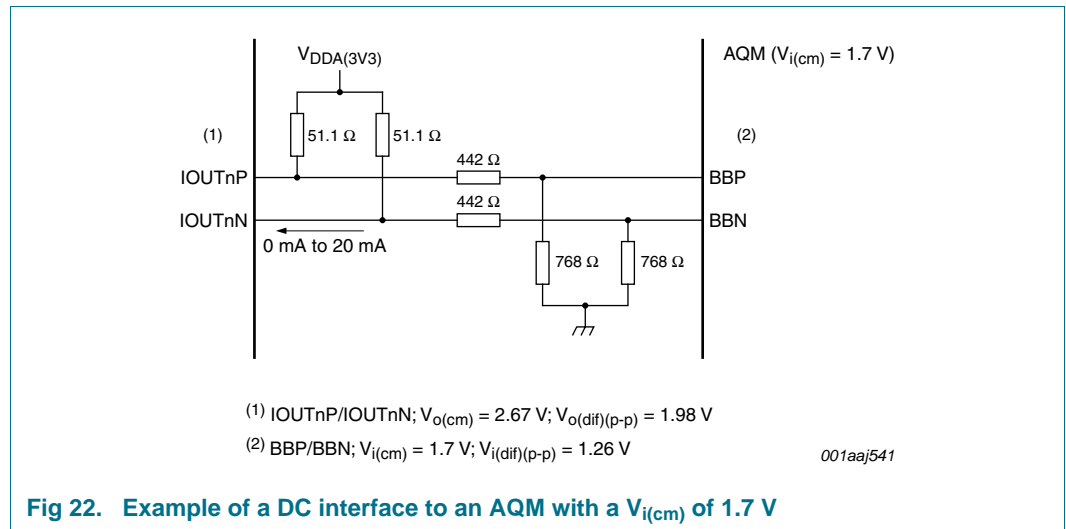 VDDA(3V3)
AQM (Vi(cm) = 1.7 V)
(1)
51.1 Ω
51.1 Ω
(2)
442 Ω
IOUTnP
BBP
442 Ω
IOUTnN
BBN
0 mA to 20 mA
768 Ω
768 Ω
(1) IOUTnP/IOUTnN; Vo(cm) = 2.67 V; Vo(dif)(p-p) = 1.98 V
(2) BBP/BBN; Vi(cm) = 1.7 V; Vi(dif)(p-p) = 1.26 V
001aaj541
Fig 22. Example of a DC interface to an AQM with a Vi(cm) of 1.7 V